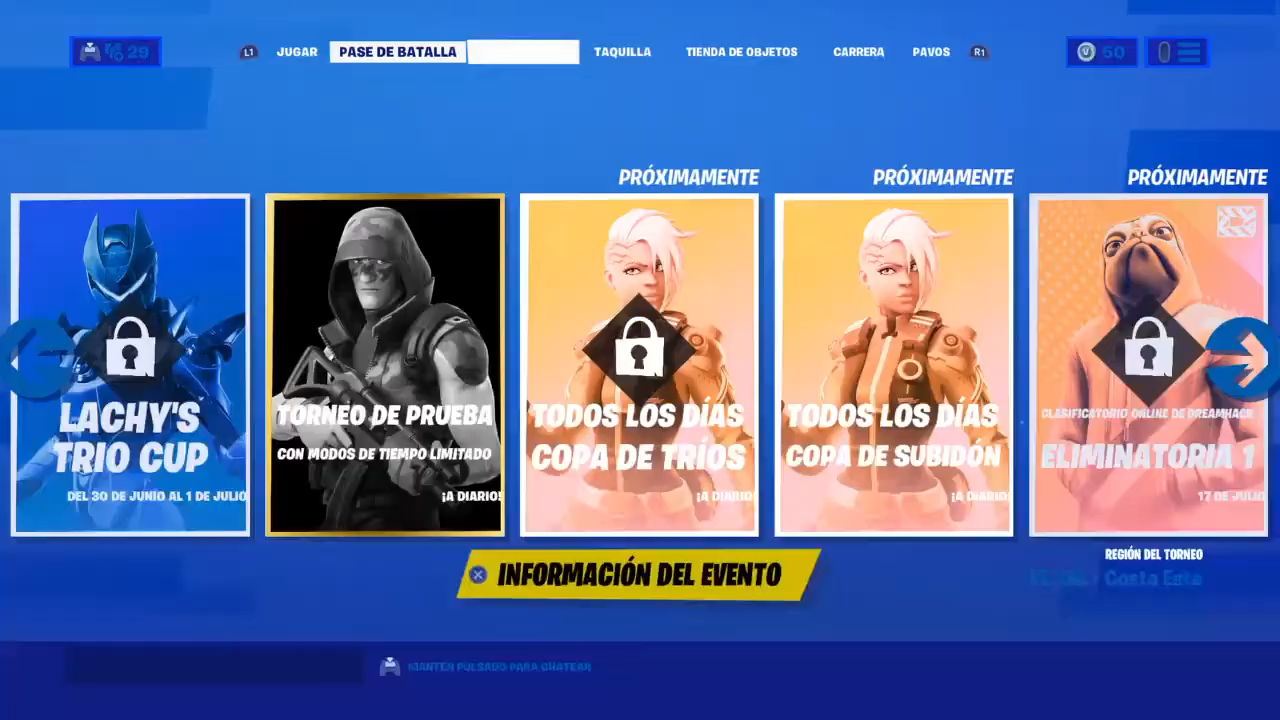 29
L1 JUGAR PASE DE BATALLA TAQUILLA TIENDA DE OBJETOS CARRERA PAVOS R1
V 50
PRÓXIMAMENTE
PRÓXIMAMENTE
PRÓXIMAMENTE
LACHY'S
TRIO CUP
DEL 30 DE JUNIO AL 1 DE JULIO
TORNEO DE PRUEBA
CON MODOS DE TIEMPO LIMITADO
¡A DIARIO!
TODOS LOS DÍAS
COPA DE TRÍOS
¡A DIARIO
TODOS LOS DÍAS
COPA DE SUBIDÓN
¡A DIARIO
CLASIFICATORIO ONLINE DE DREAMHACK
ELIMINATORIA 1
17 DE JULIO
INFORMACIÓN DEL EVENTO
REGIÓN DEL TORNEO
Costa Este
MANTÉN PULSADO PARA CHATEAR